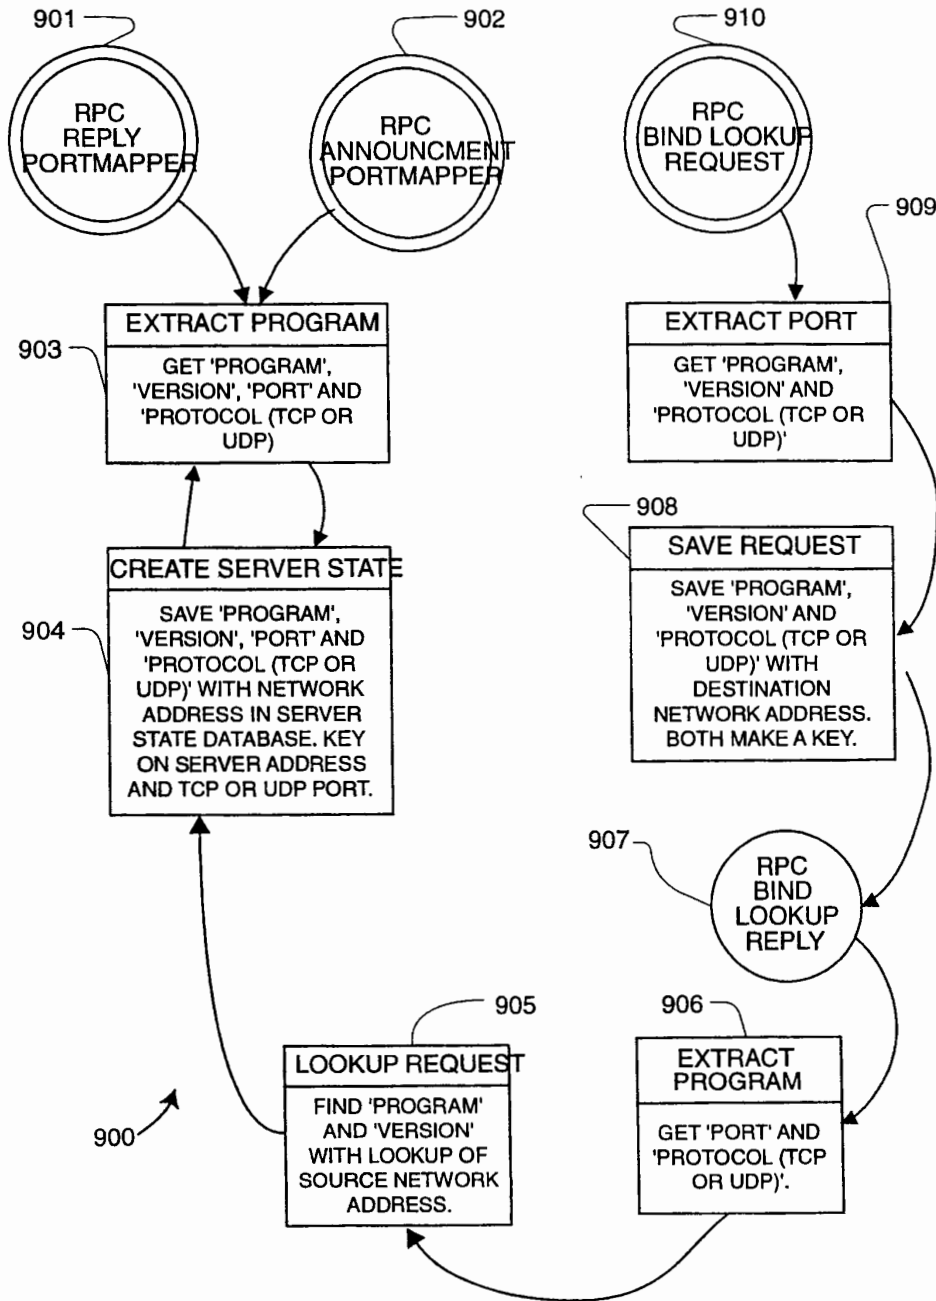 901
RPC
REPLY
PORTMAPPER
902
RPC
ANNOUNCMENT
PORTMAPPER
910
RPC
BIND LOOKUP
REQUEST
909
EXTRACT PROGRAM
GET 'PROGRAM',
'VERSION', 'PORT' AND
'PROTOCOL (TCP OR
UDP)
903
EXTRACT PORT
GET 'PROGRAM',
'VERSION' AND
'PROTOCOL (TCP OR
UDP)'
908
SAVE REQUEST
SAVE 'PROGRAM',
'VERSION' AND
'PROTOCOL (TCP OR
UDP)' WITH
DESTINATION
NETWORK ADDRESS.
BOTH MAKE A KEY.
CREATE SERVER STATE
SAVE 'PROGRAM',
'VERSION', 'PORT' AND
'PROTOCOL (TCP OR
UDP)' WITH NETWORK
ADDRESS IN SERVER
STATE DATABASE. KEY
ON SERVER ADDRESS
AND TCP OR UDP PORT.
904
907
RPC
BIND
LOOKUP
REPLY
905
LOOKUP REQUEST
FIND 'PROGRAM'
AND 'VERSION'
WITH LOOKUP OF
SOURCE NETWORK
ADDRESS.
906
EXTRACT
PROGRAM
GET 'PORT' AND
'PROTOCOL (TCP
OR UDP)'.
900